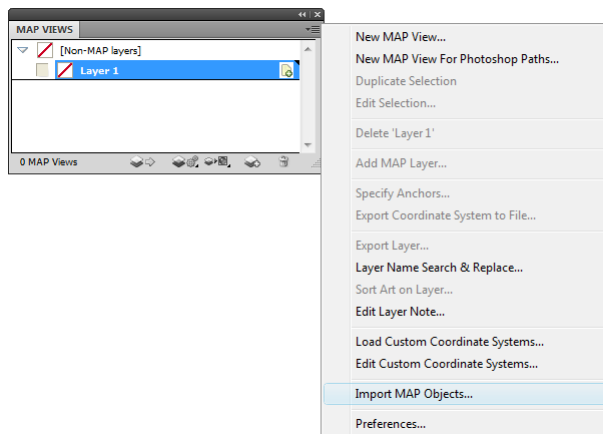 MAP VIEWS
[Non-MAP layers]
Layer 1
0 MAP Views
New MAP View...
New MAP View For Photoshop Paths...
Duplicate Selection
Edit Selection...
Delete 'Layer 1'
Add MAP Layer...
Specify Anchors...
Export Coordinate System to File...
Export Layer...
Layer Name Search & Replace...
Sort Art on Layer...
Edit Layer Note...
Load Custom Coordinate Systems...
Edit Custom Coordinate Systems...
Import MAP Objects...
Preferences...